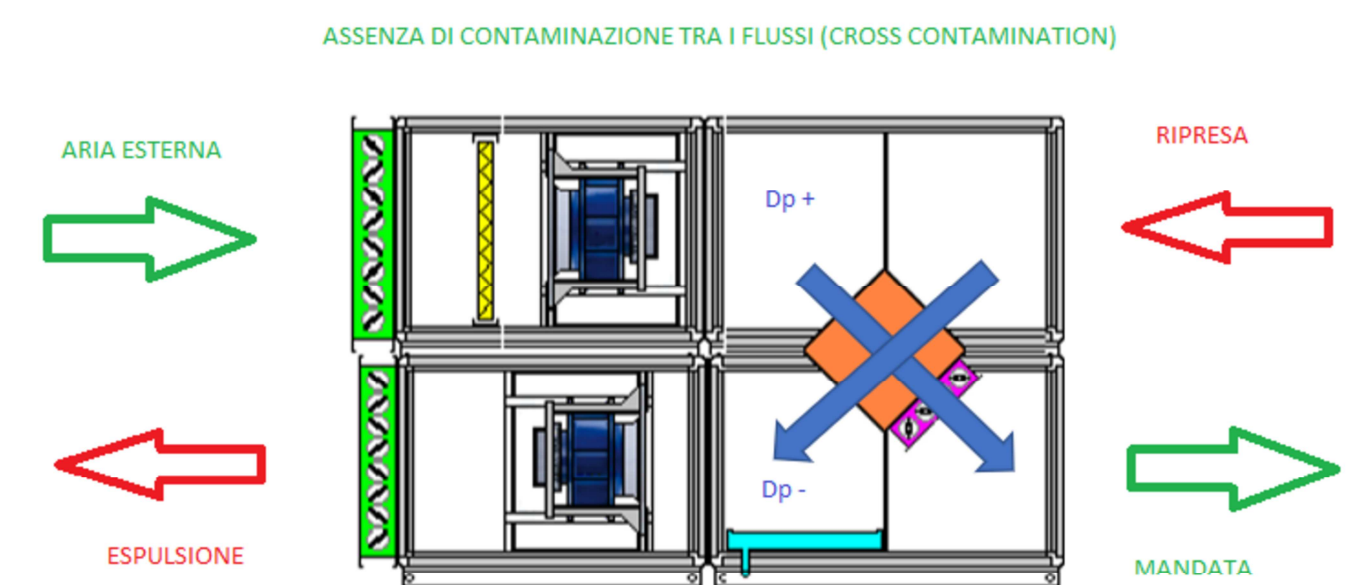 ASSENZA DI CONTAMINAZIONE TRA I FLUSSI (CROSS CONTAMINATION)
ARIA ESTERNA
RIPRESA
Dp +
Dp -
ESPULSIONE
MANDATA